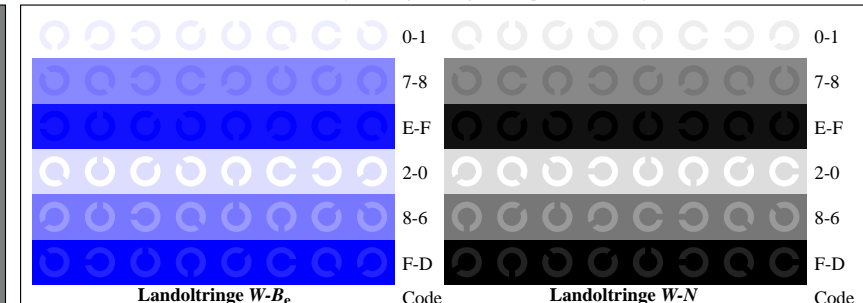 0-1 0-1
7-8 7-8
E-F E-F
2-0 2-0
8-6 8-6
F-D F-D
Landoltringe W-Be Code Landoltringe W-N Code